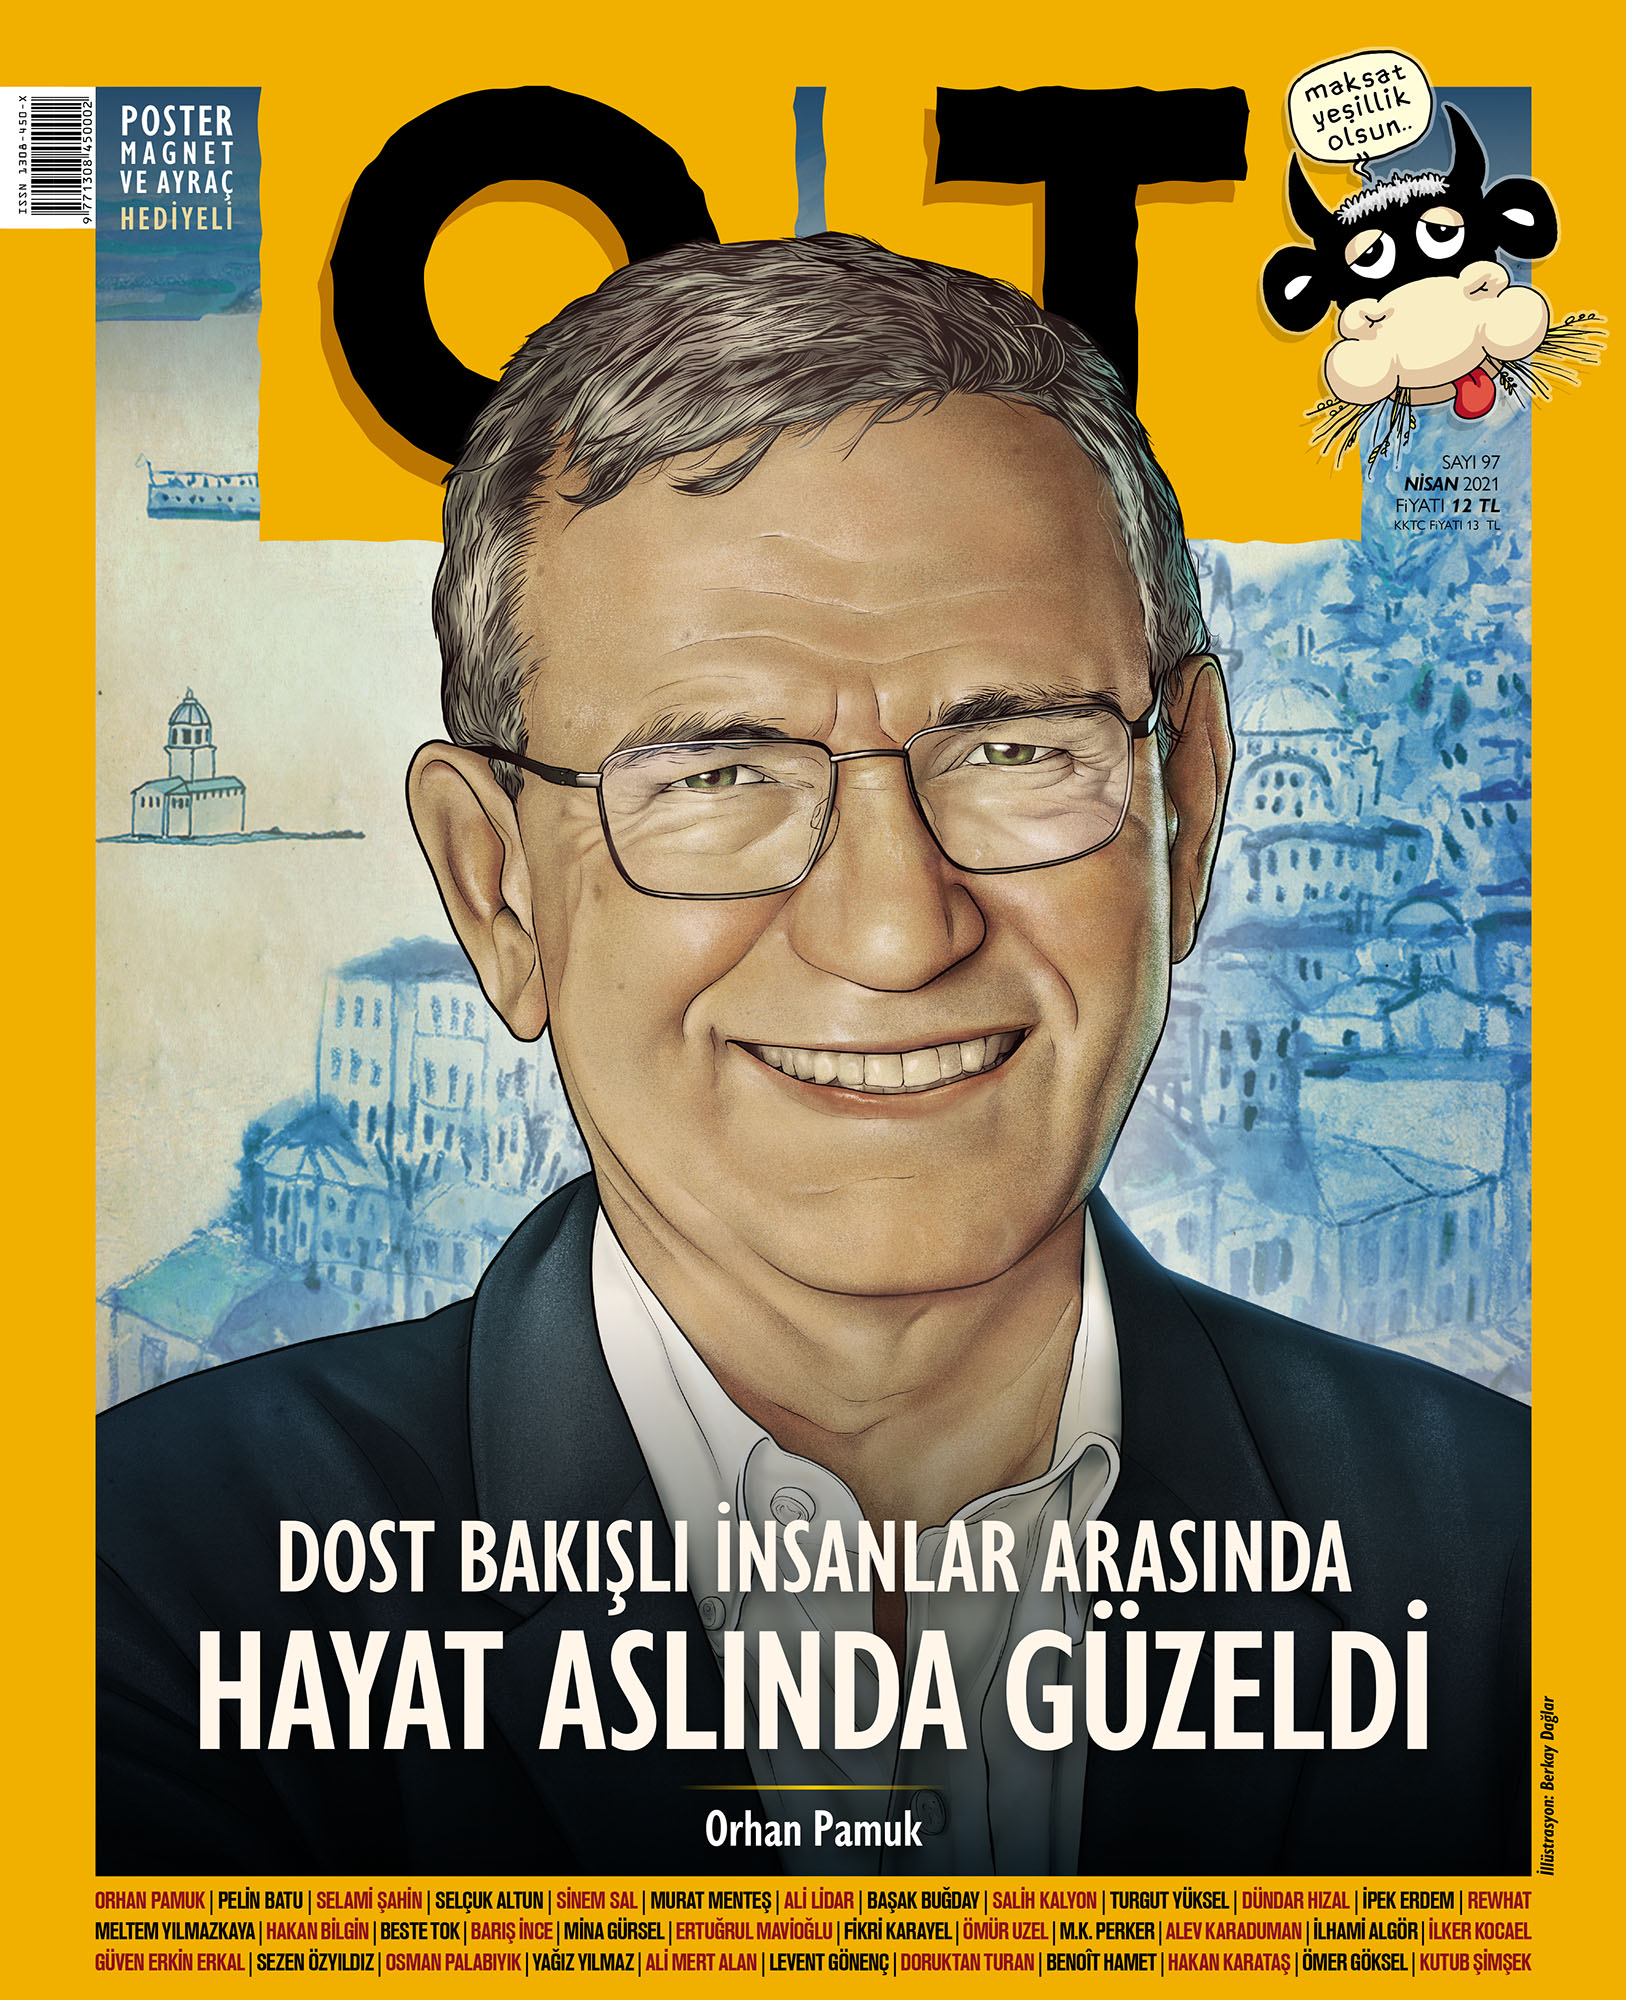 ISSN 1308-450-X
9 771308 450002
POSTER
MAGNET
VE AYRAÇ
HEDİYELİ
OT
maksat
yeşillik
olsun..
SAYI 97
NİSAN 2021
FİYATI 12 TL
KKTC FİYATI 13 TL
DOST BAKIŞLI İNSANLAR ARASINDA
HAYAT ASLINDA GÜZELDİ
Orhan Pamuk
İllüstrasyon: Berkay Dağlar
ORHAN PAMUK | PELİN BATU | SELAMİ ŞAHİN | SELÇUK ALTUN | SİNEM SAL | MURAT MENTEŞ | ALİ LİDAR | BAŞAK BUĞDAY | SALİH KALYON | TURGUT YÜKSEL | DÜNDAR HIZAL | İPEK ERDEM | REWHAT
MELTEM YILMAZKAYA | HAKAN BİLGİN | BESTE TOK | BARIŞ İNCE | MİNA GÜRSEL | ERTUĞRUL MAVİOĞLU | FİKRİ KARAYEL | ÖMÜR UZEL | M.K. PERKER | ALEV KARADUMAN | İLHAMİ ALGÖR | İLKER KOCAEL
GÜVEN ERKİN ERKAL | SEZEN ÖZYILDIZ | OSMAN PALABIYIK | YAĞIZ YILMAZ | ALİ MERT ALAN | LEVENT GÖNENÇ | DORUKTAN TURAN | BENOÎT HAMET | HAKAN KARATAŞ | ÖMER GÖKSEL | KUTUB ŞİMŞEK